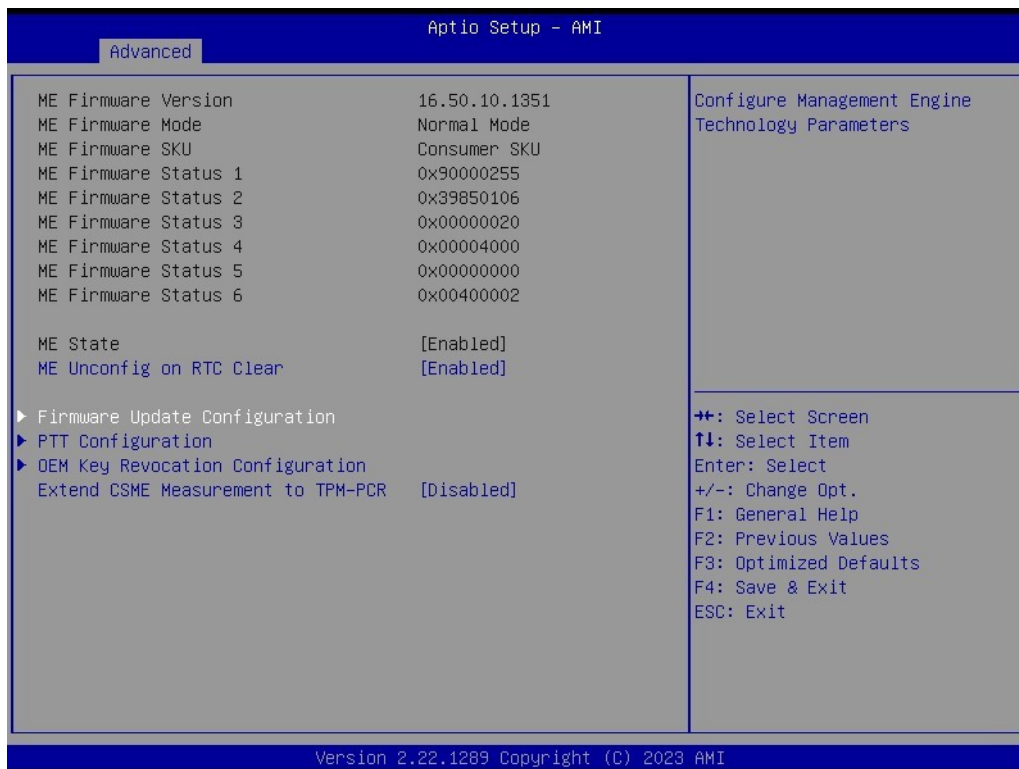 Aptio Setup – AMI
Advanced
ME Firmware Version 16.50.10.1351
ME Firmware Mode Normal Mode
ME Firmware SKU Consumer SKU
ME Firmware Status 1 0x90000255
ME Firmware Status 2 0x39850106
ME Firmware Status 3 0x00000020
ME Firmware Status 4 0x00004000
ME Firmware Status 5 0x00000000
ME Firmware Status 6 0x00400002
ME State [Enabled]
ME Unconfig on RTC Clear [Enabled]
▶ Firmware Update Configuration
▶ PTT Configuration
▶ OEM Key Revocation Configuration
Extend CSME Measurement to TPM-PCR [Disabled]
Configure Management Engine
Technology Parameters
→←: Select Screen
↑↓: Select Item
Enter: Select
+/-: Change Opt.
F1: General Help
F2: Previous Values
F3: Optimized Defaults
F4: Save & Exit
ESC: Exit
Version 2.22.1289 Copyright (C) 2023 AMI